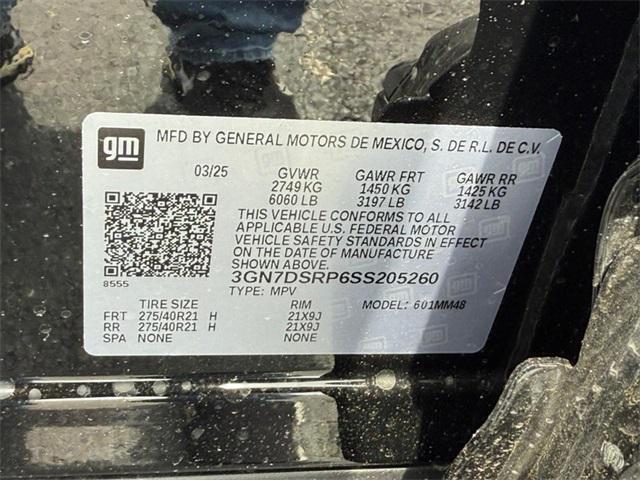 gm
MFD BY GENERAL MOTORS DE MEXICO, S. DE R.L. DE C.V.
03/25 GVWR GAWR FRT GAWR RR
2749 KG 1450 KG 1425 KG
6060 LB 3197 LB 3142 LB
THIS VEHICLE CONFORMS TO ALL
APPLICABLE U.S. FEDERAL MOTOR
VEHICLE SAFETY STANDARDS IN EFFECT
ON THE DATE OF MANUFACTURE
SHOWN ABOVE.
3GN7DSRP6SS205260
8555
TYPE: MPV
TIRE SIZE RIM MODEL: 601MM48
FRT 275/40R21 H 21X9J
RR 275/40R21 H 21X9J
SPA NONE NONE